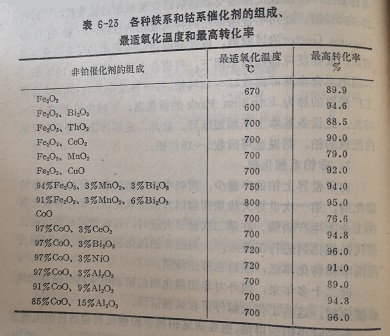 表 6-23 各种铁系和钴系催化剂的组成、
最适氧化温度和最高转化率
非铂催化剂的组成 最适氧化温度 ℃ 最高转化率 %
Fe₂O₃ 670 89.9
Fe₂O₃, Bi₂O₃ 600 94.6
Fe₂O₃, ThO₂ 700 88.5
Fe₂O₃, CeO₂ 700 90.0
Fe₂O₃, MnO₂ 700 79.0
Fe₂O₃, CuO 700 92.0
94%Fe₂O₃, 3%MnO₂, 3%Bi₂O₃ 750 94.0
91%Fe₂O₃, 3%MnO₂, 6%Bi₂O₃ 800 95.0
CoO 700 76.6
97%CoO, 3%CeO₂ 700 94.8
97%CoO, 3%Bi₂O₃ 720 96.0
97%CoO, 3%NiO 720 91.0
97%CoO, 3%Al₂O₃ 700 89.0
91%CoO, 9%Al₂O₃ 700 94.8
85%CoO, 15%Al₂O₃ 700 96.0